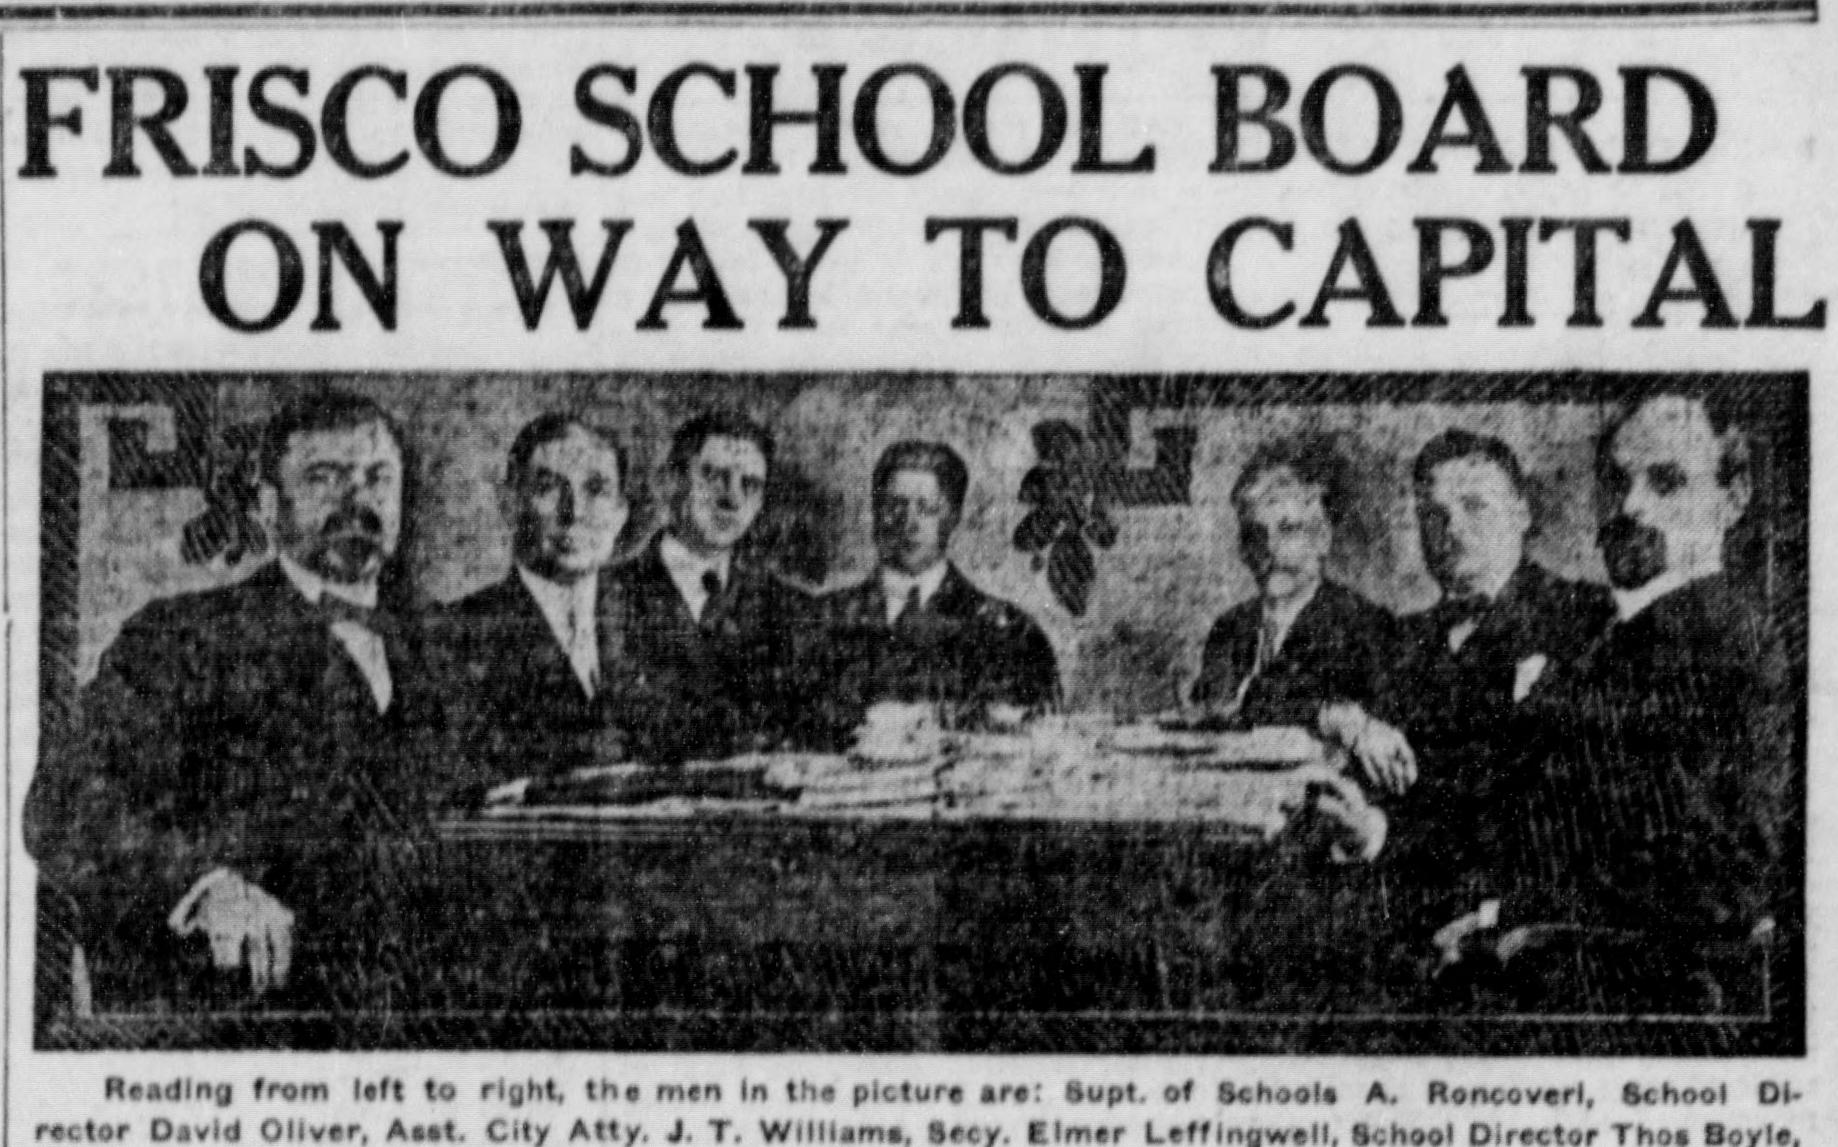 FRISCO SCHOOL BOARD
ON WAY TO CAPITAL
Reading from left to right, the men in the picture are: Supt. of Schools A. Roncoveri, School Di-
rector David Oliver, Asst. City Atty. J. T. Williams, Secy. Elmer Leffingwell, School Director Thos Boyle,